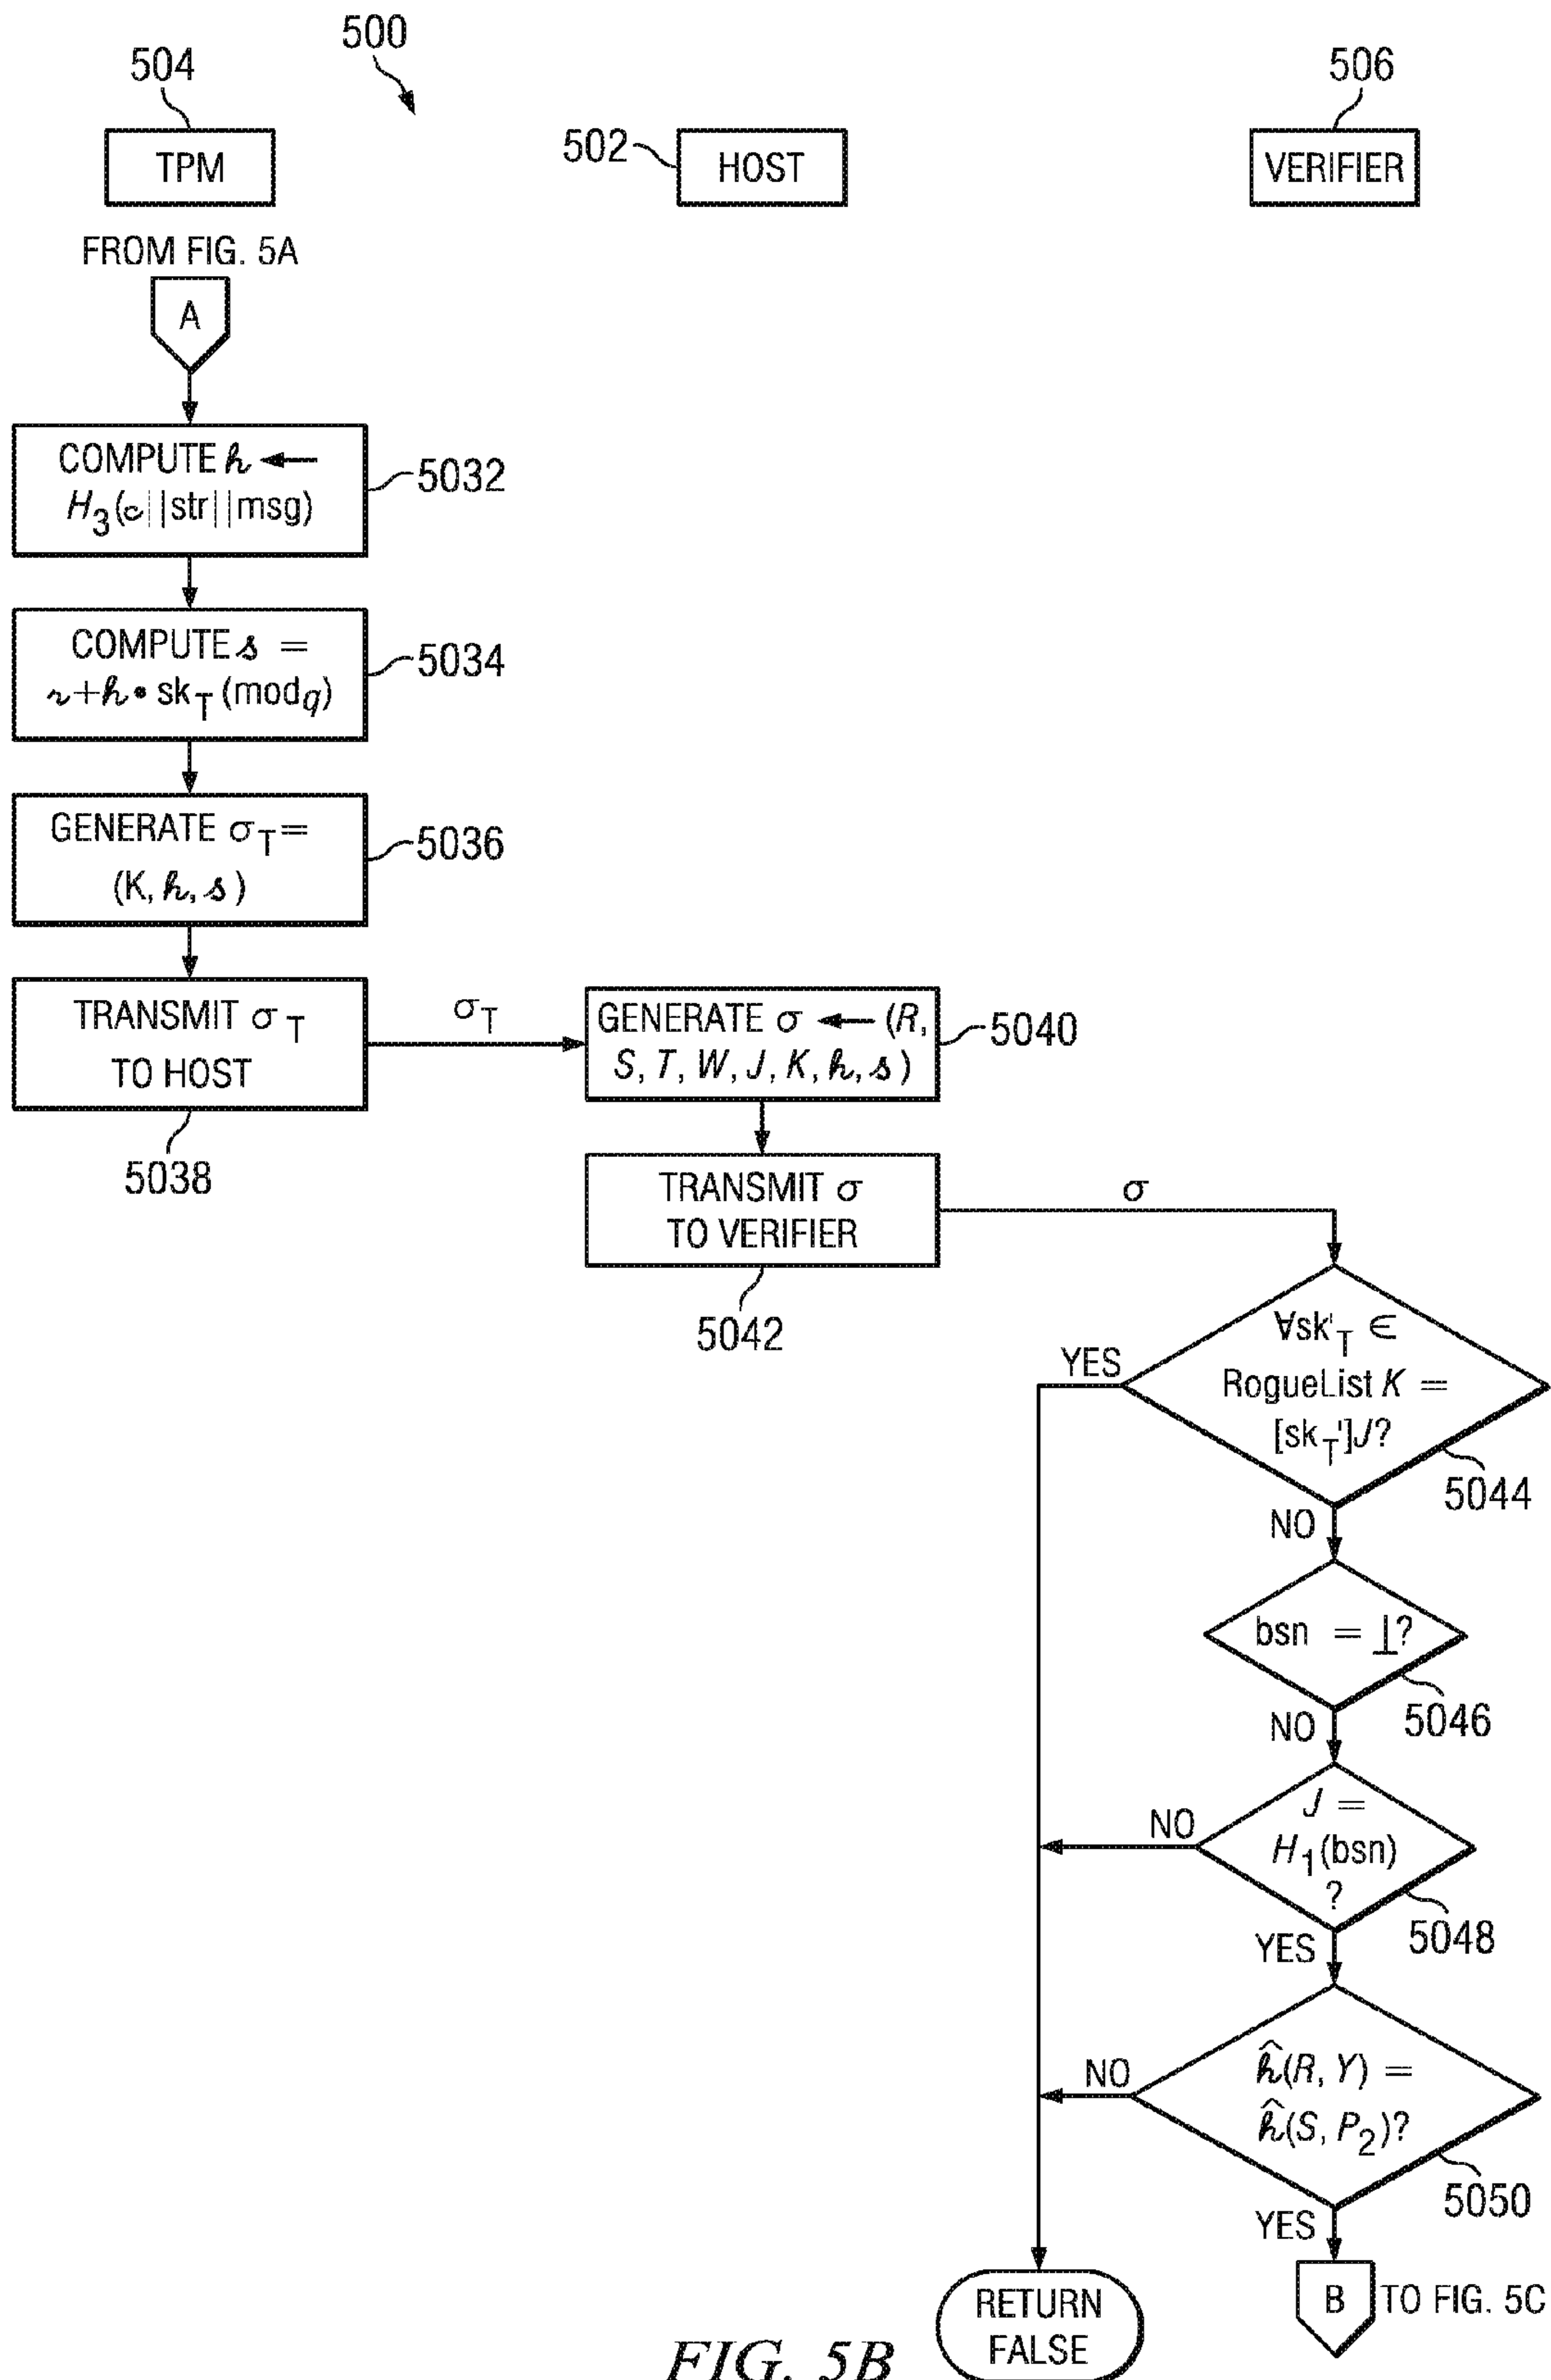 500
504
506
502
TPM
HOST
VERIFIER
FROM FIG. 5A
A
COMPUTE h ←
H3(c||str||msg)
5032
COMPUTE s =
r+h • skT (modq)
5034
GENERATE σT=
(K, h, s)
5036
TRANSMIT σT
TO HOST
5038
σT
GENERATE σ ← (R,
S, T, W, J, K, h, s)
5040
TRANSMIT σ
TO VERIFIER
5042
σ
∀sk'T ∈
RogueList K =
[skT']J?
5044
YES
NO
bsn = ⊥?
5046
NO
J =
H1(bsn)
?
5048
NO
YES
ĥ(R, Y) =
ĥ(S, P2)?
5050
NO
YES
RETURN
FALSE
B
TO FIG. 5C
FIG. 5B